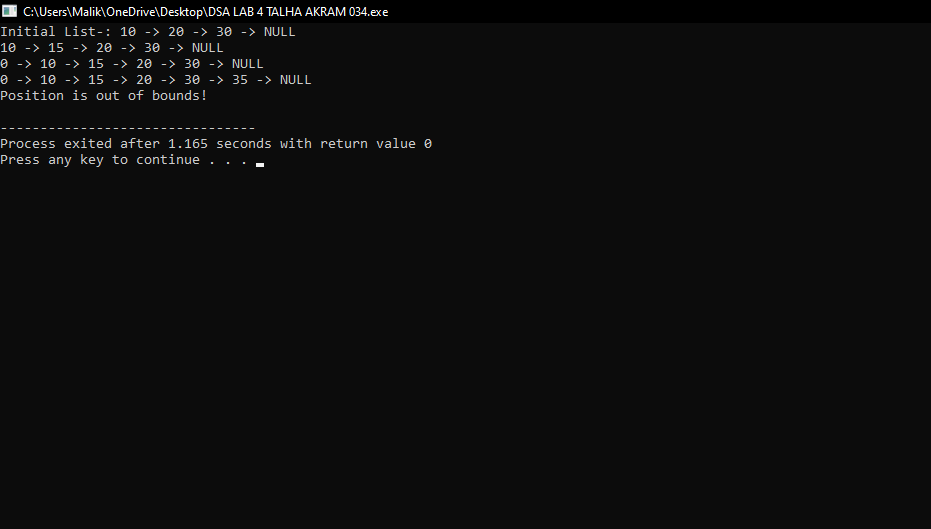 C:\Users\Malik\OneDrive\Desktop\DSA LAB 4 TALHA AKRAM 034.exe
Initial List-: 10 -> 20 -> 30 -> NULL
10 -> 15 -> 20 -> 30 -> NULL
0 -> 10 -> 15 -> 20 -> 30 -> NULL
0 -> 10 -> 15 -> 20 -> 30 -> 35 -> NULL
Position is out of bounds!
--------------------------------
Process exited after 1.165 seconds with return value 0
Press any key to continue . . .